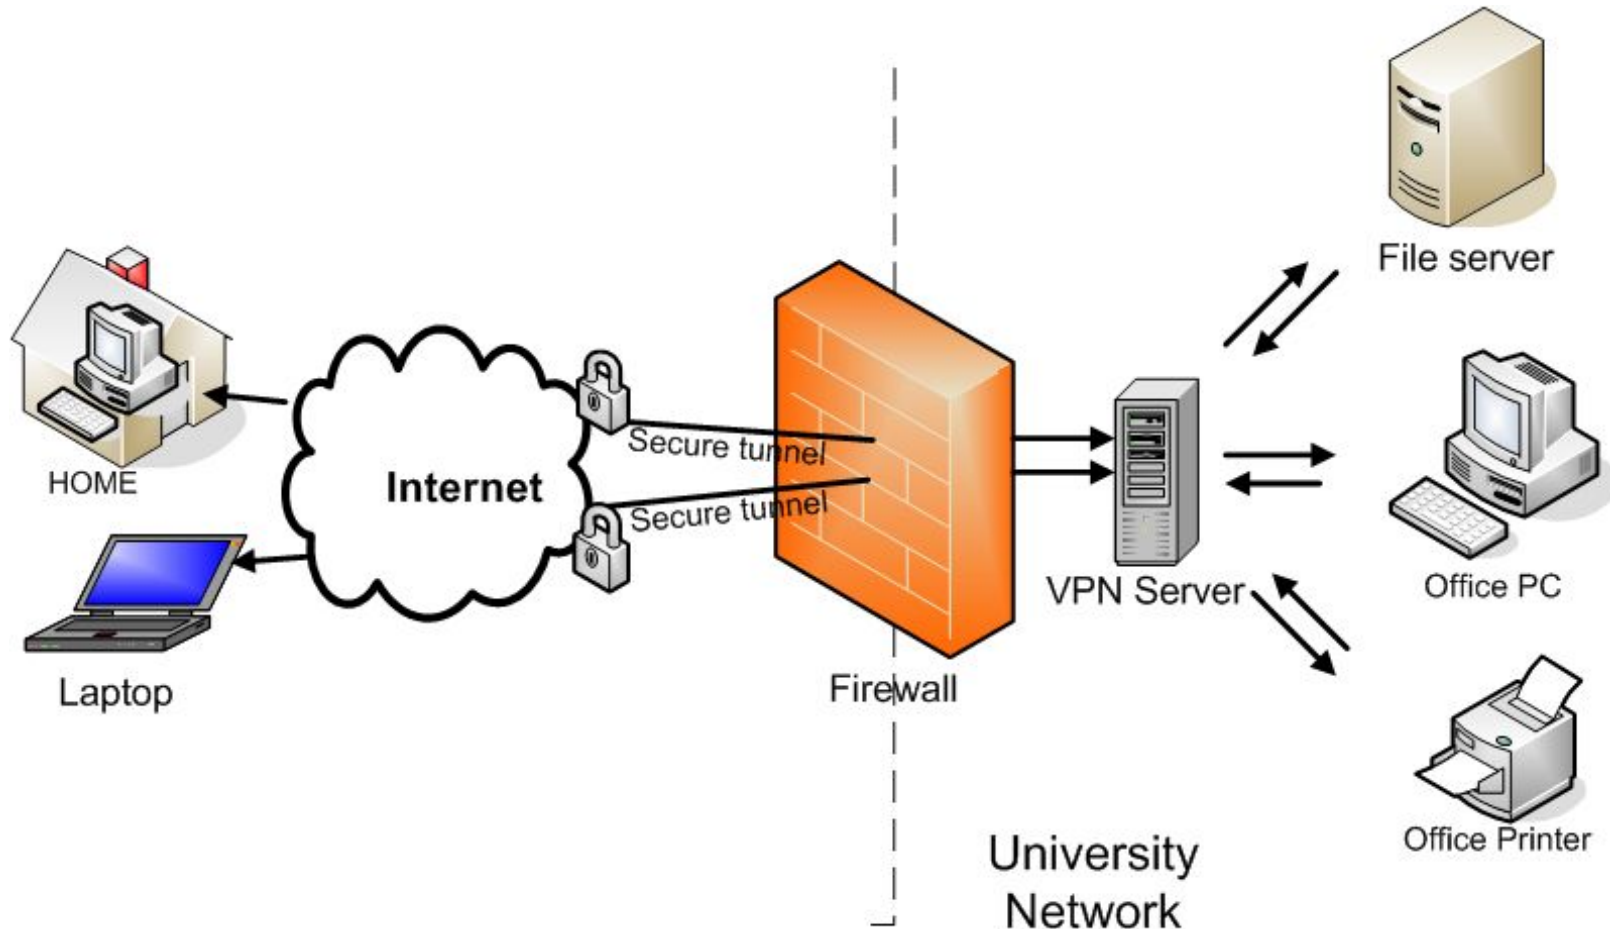 File server
HOME
Internet
Secure tunnel
Secure tunnel
VPN Server
Office PC
Laptop
Firewall
Office Printer
University
Network